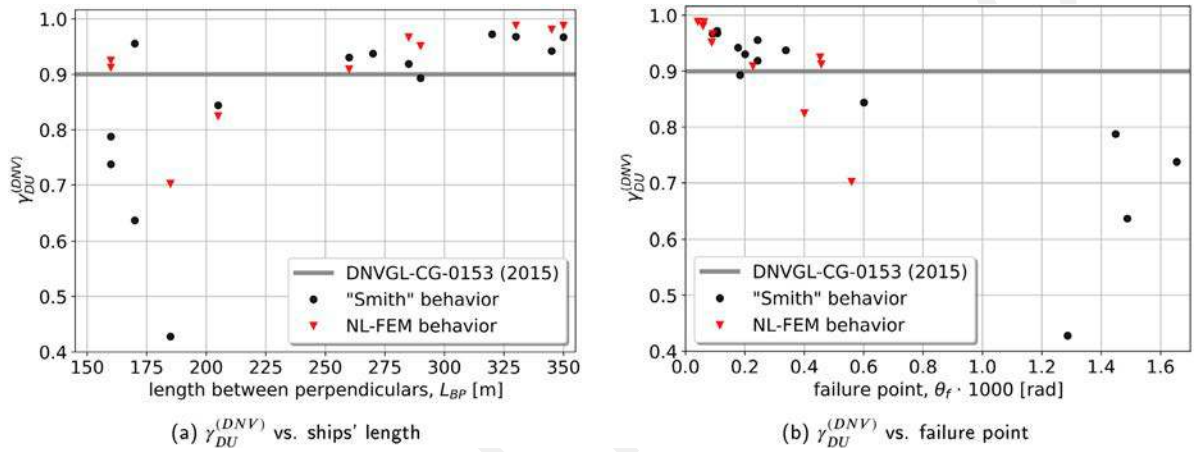 1.0
0.9
0.8
0.7
0.6
0.5
0.4
γ_DU^(DNV)
DNVGL-CG-0153 (2015)
"Smith" behavior
NL-FEM behavior
150 175 200 225 250 275 300 325 350
length between perpendiculars, L_BP [m]
(a) γ_DU^(DNV) vs. ships' length
1.0
0.9
0.8
0.7
0.6
0.5
0.4
γ_DU^(DNV)
DNVGL-CG-0153 (2015)
"Smith" behavior
NL-FEM behavior
0.0 0.2 0.4 0.6 0.8 1.0 1.2 1.4 1.6
failure point, θ_f · 1000 [rad]
(b) γ_DU^(DNV) vs. failure point